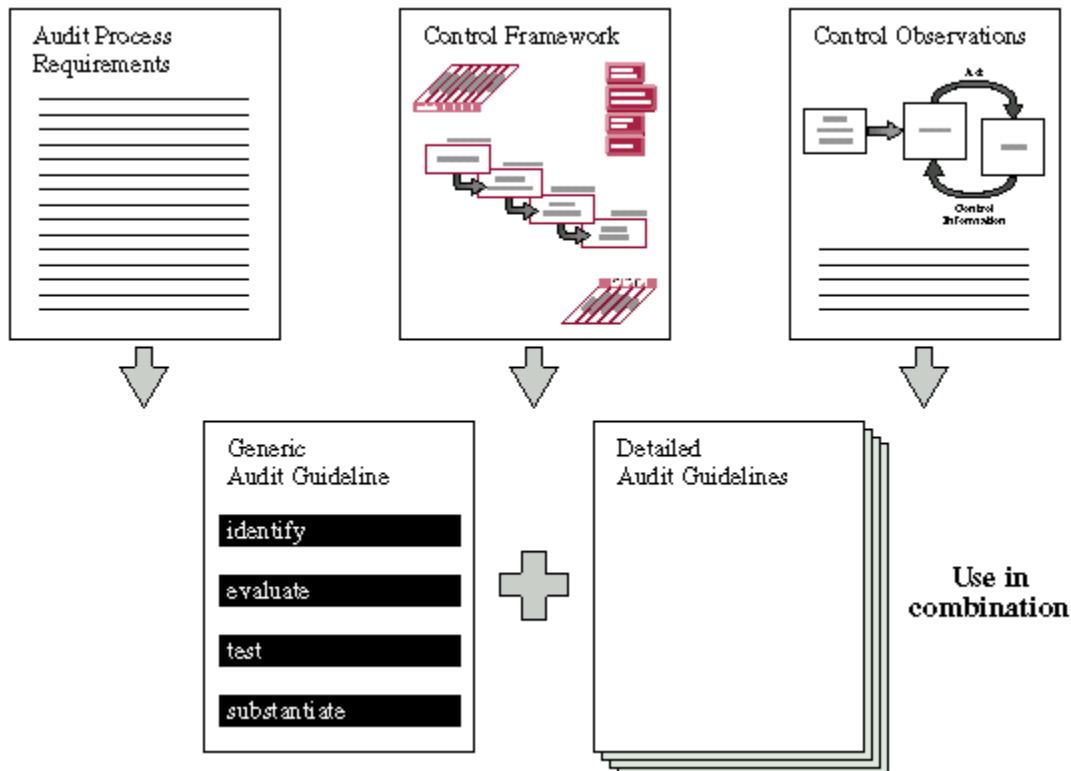 Audit Process
Requirements
Control Framework
Control Observations
Act
Control
Information
Generic
Audit Guideline
identify
evaluate
test
substantiate
Detailed
Audit Guidelines
Use in
combination